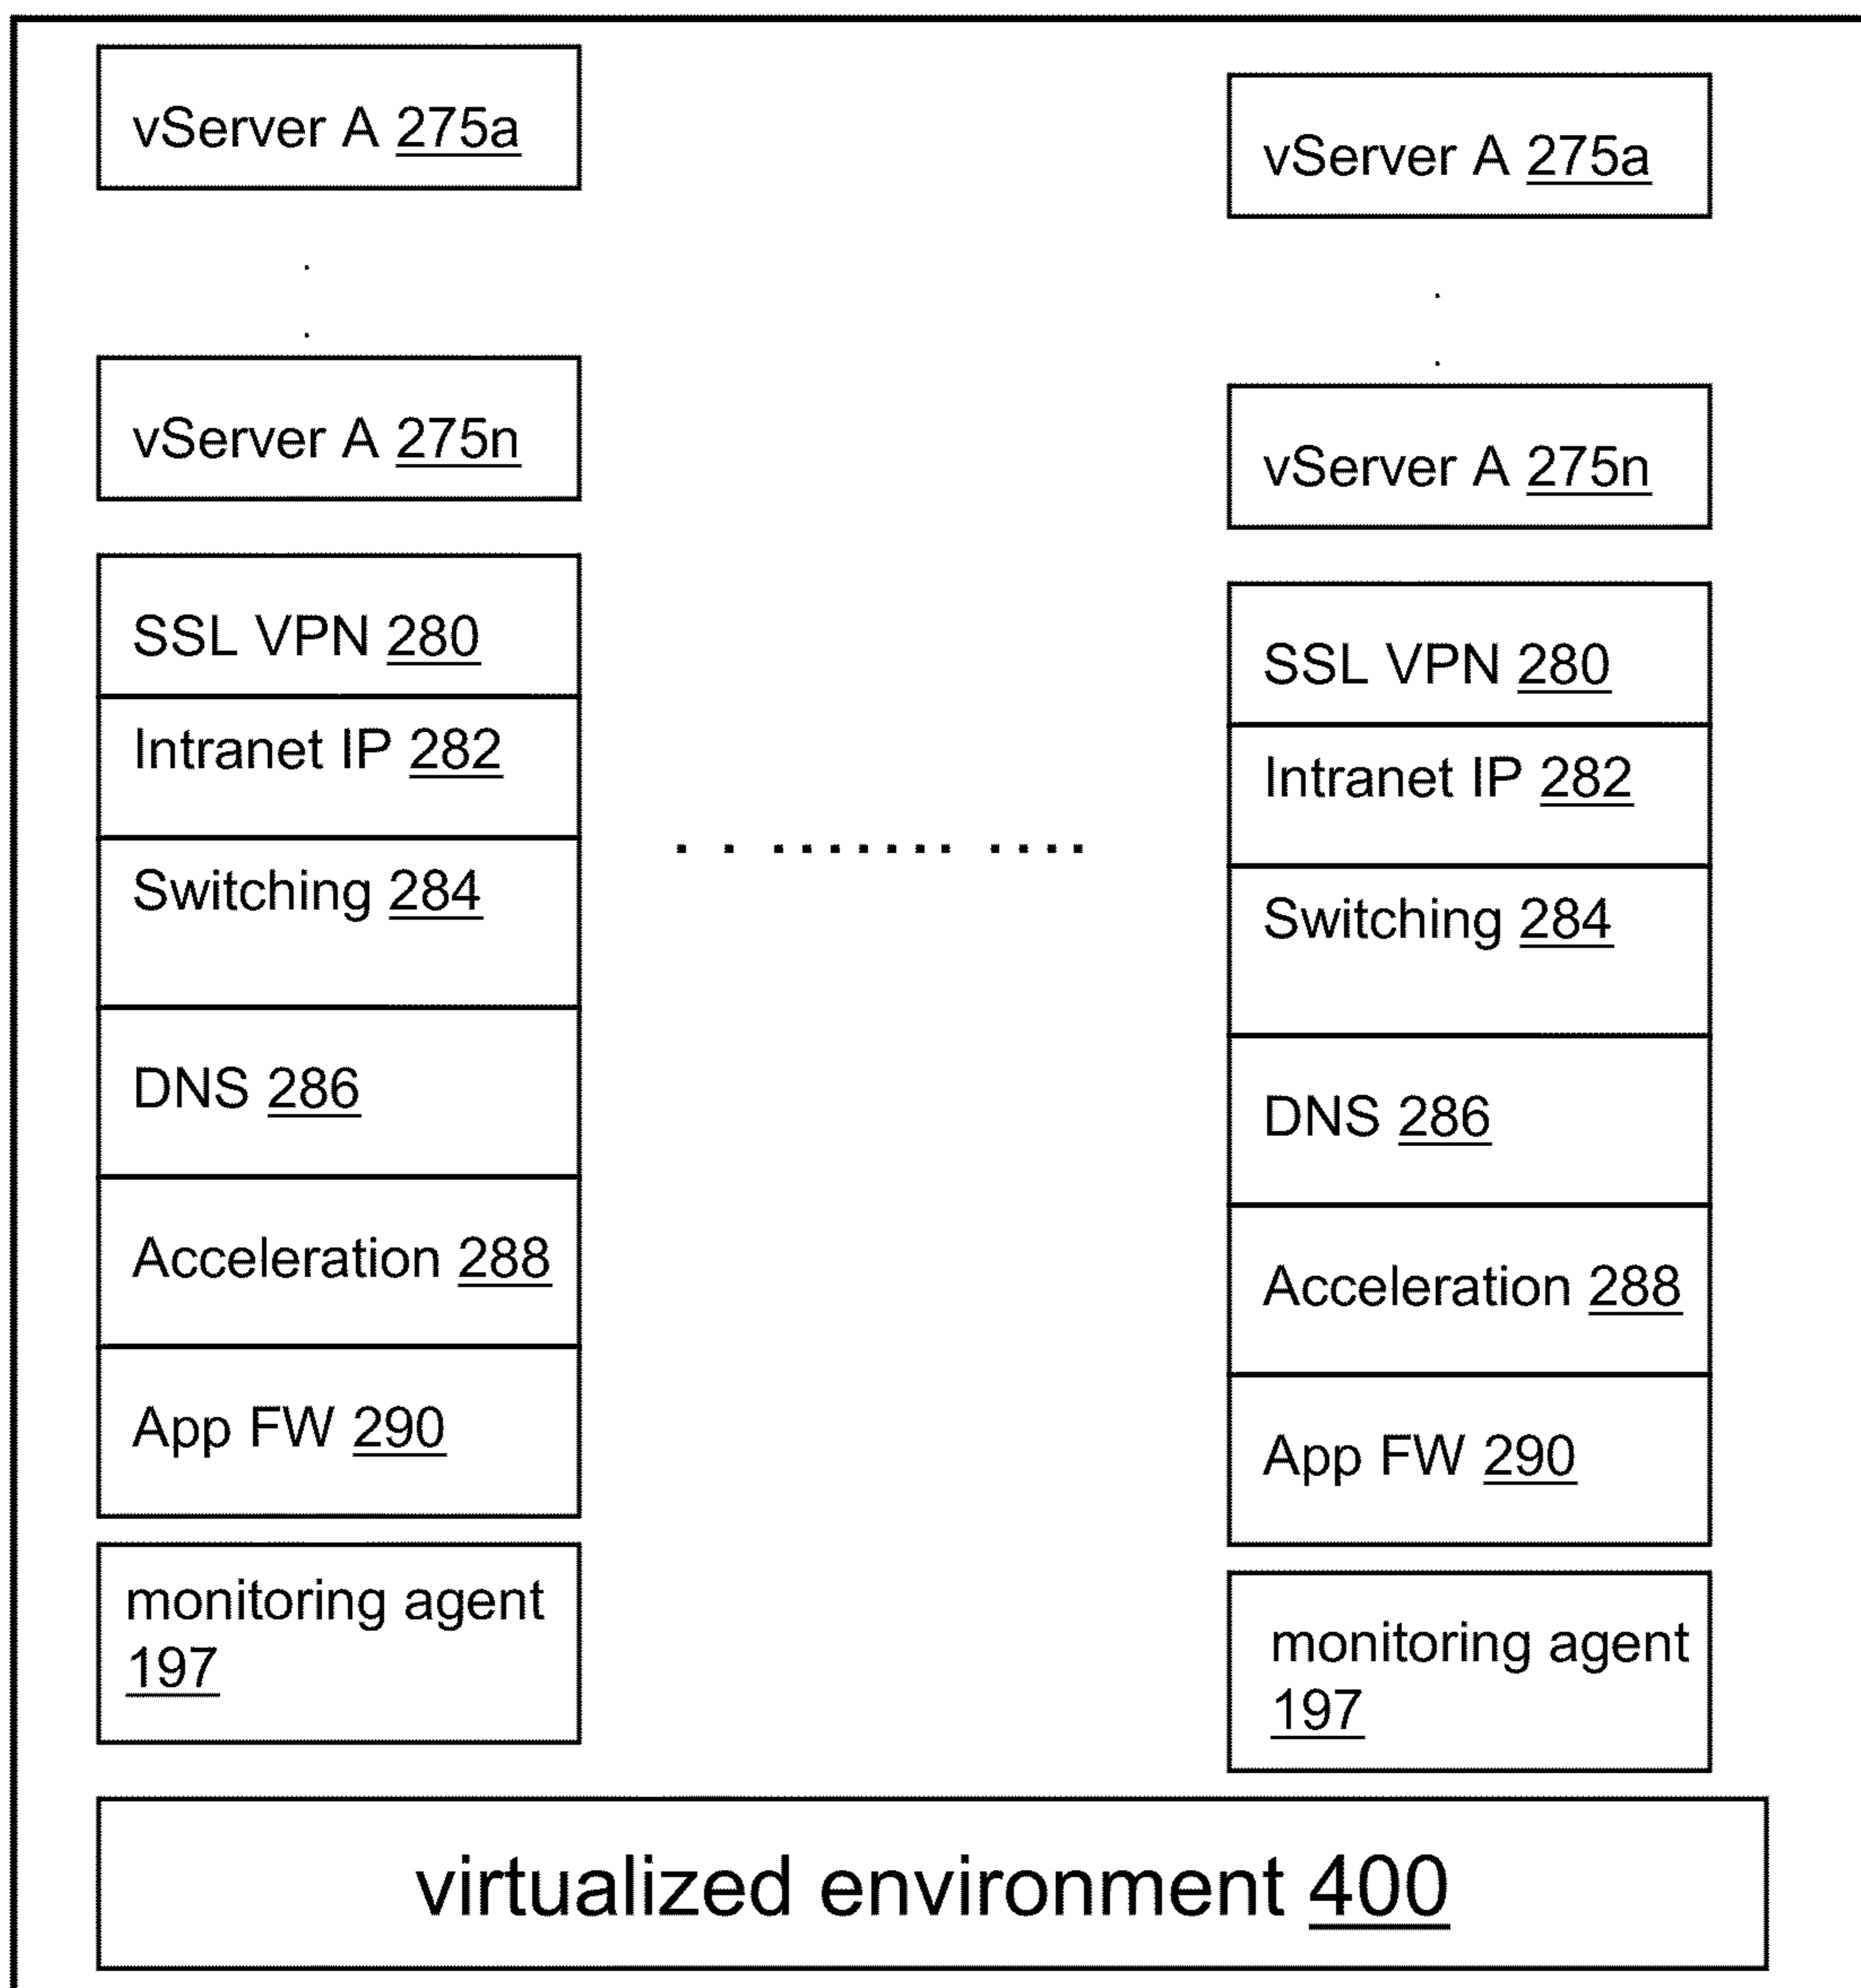 vServer A 275a
vServer A 275n
SSL VPN 280
Intranet IP 282
Switching 284
DNS 286
Acceleration 288
App FW 290
monitoring agent
197
vServer A 275a
vServer A 275n
SSL VPN 280
Intranet IP 282
Switching 284
DNS 286
Acceleration 288
App FW 290
monitoring agent
197
virtualized environment 400